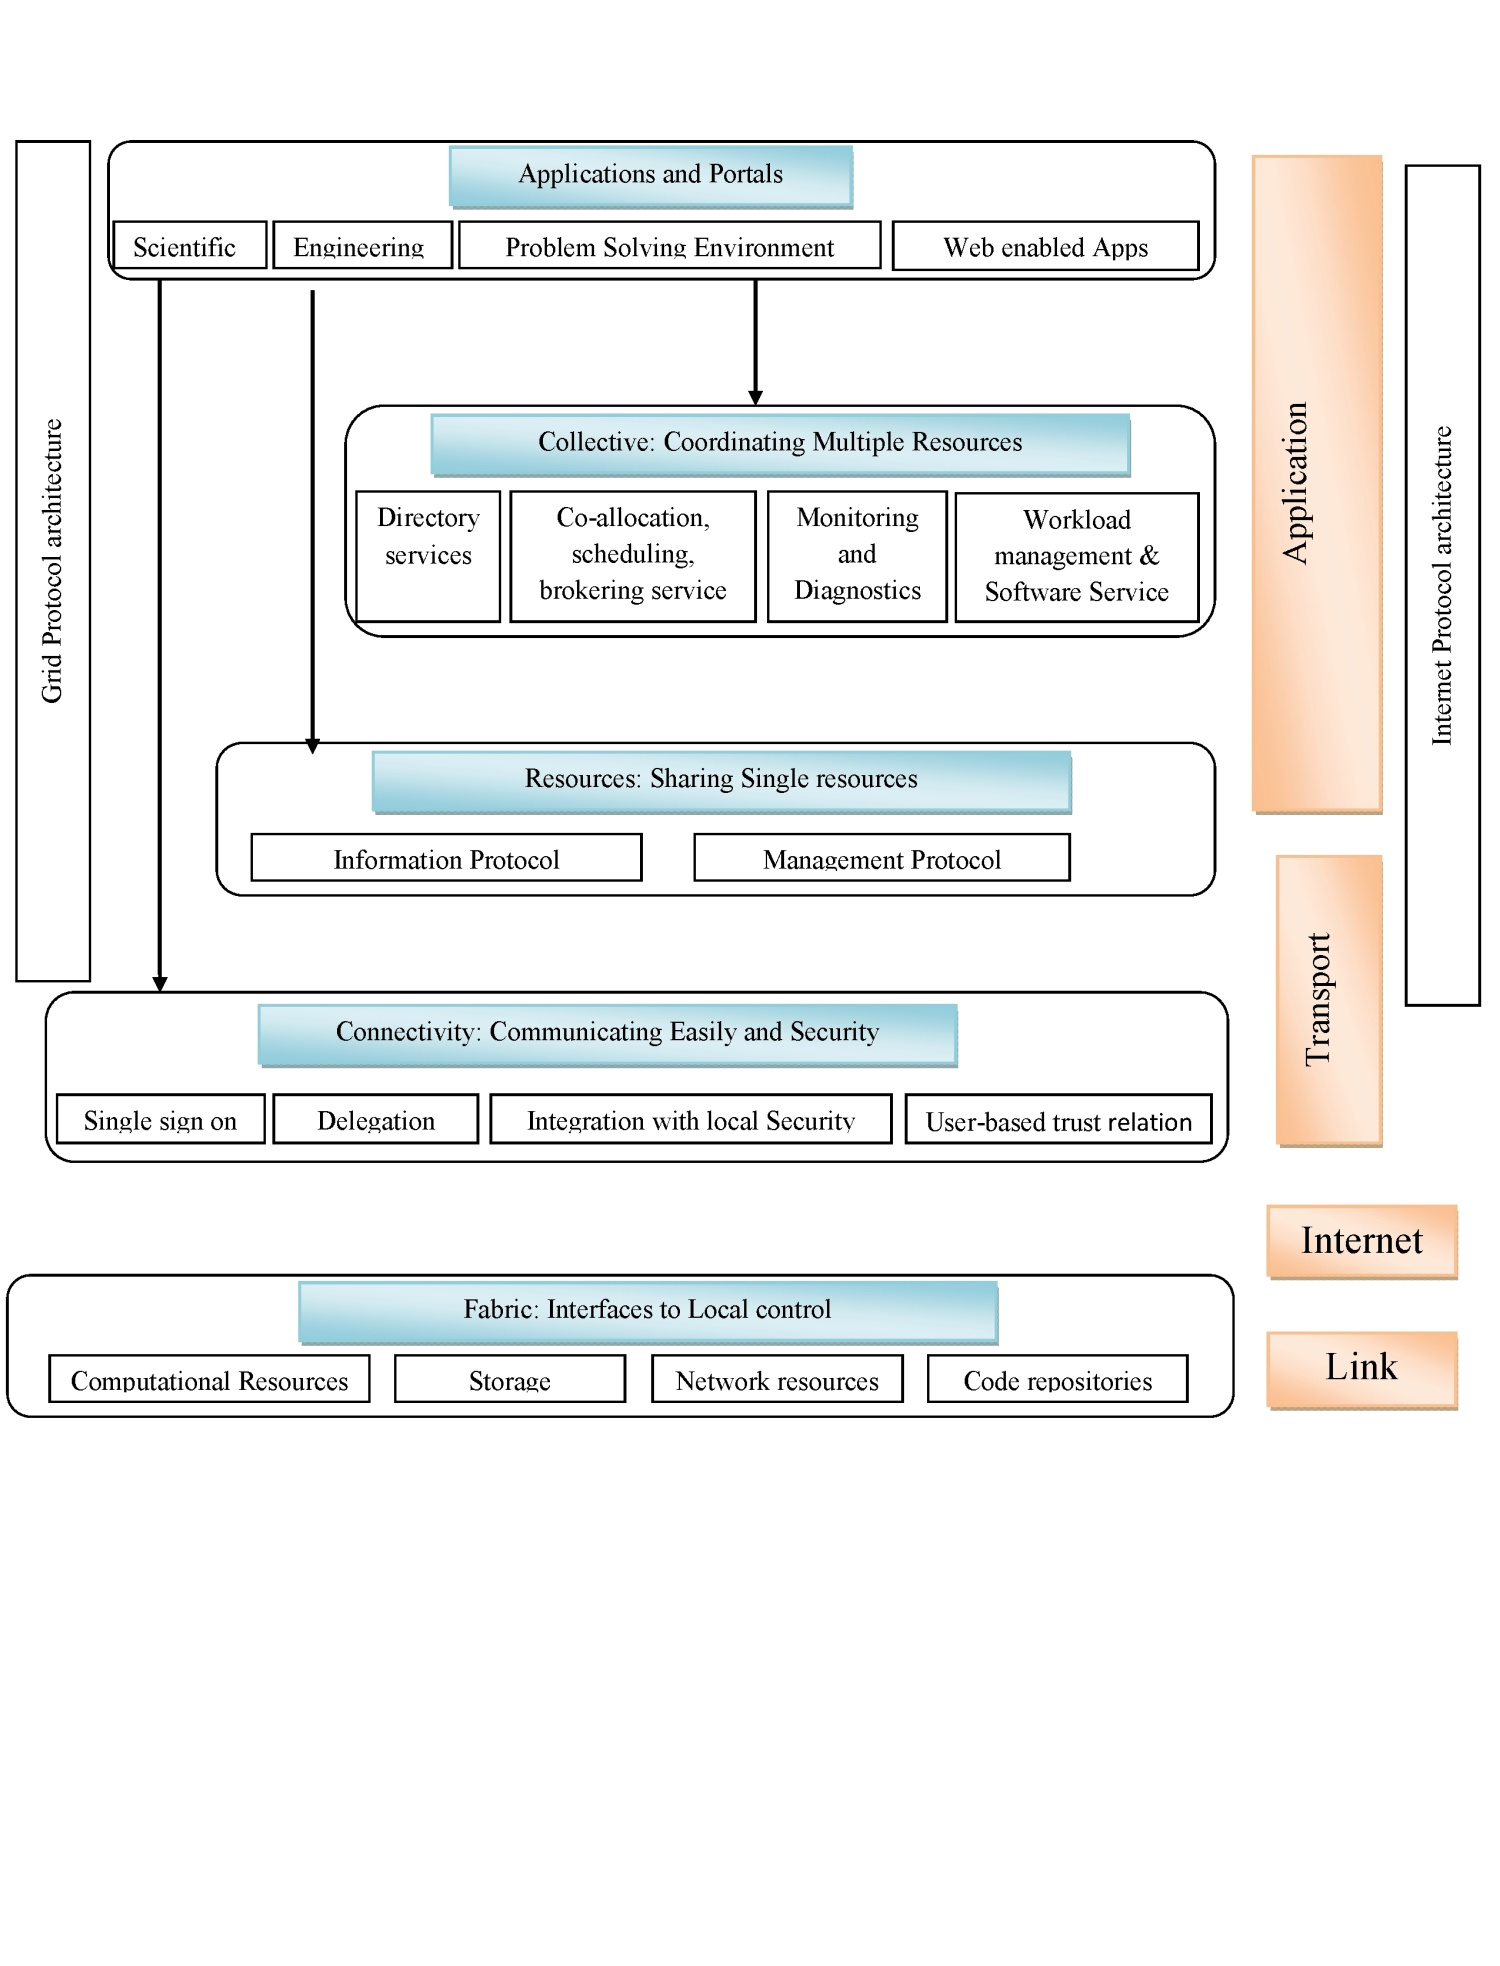 Grid Protocol architecture
Applications and Portals
Scientific
Engineering
Problem Solving Environment
Web enabled Apps
Collective: Coordinating Multiple Resources
Directory
services
Co-allocation,
scheduling,
brokering service
Monitoring
and
Diagnostics
Workload
management &
Software Service
Resources: Sharing Single resources
Information Protocol
Management Protocol
Connectivity: Communicating Easily and Security
Single sign on
Delegation
Integration with local Security
User-based trust relation
Fabric: Interfaces to Local control
Computational Resources
Storage
Network resources
Code repositories
Application
Transport
Internet
Link
Internet Protocol architecture